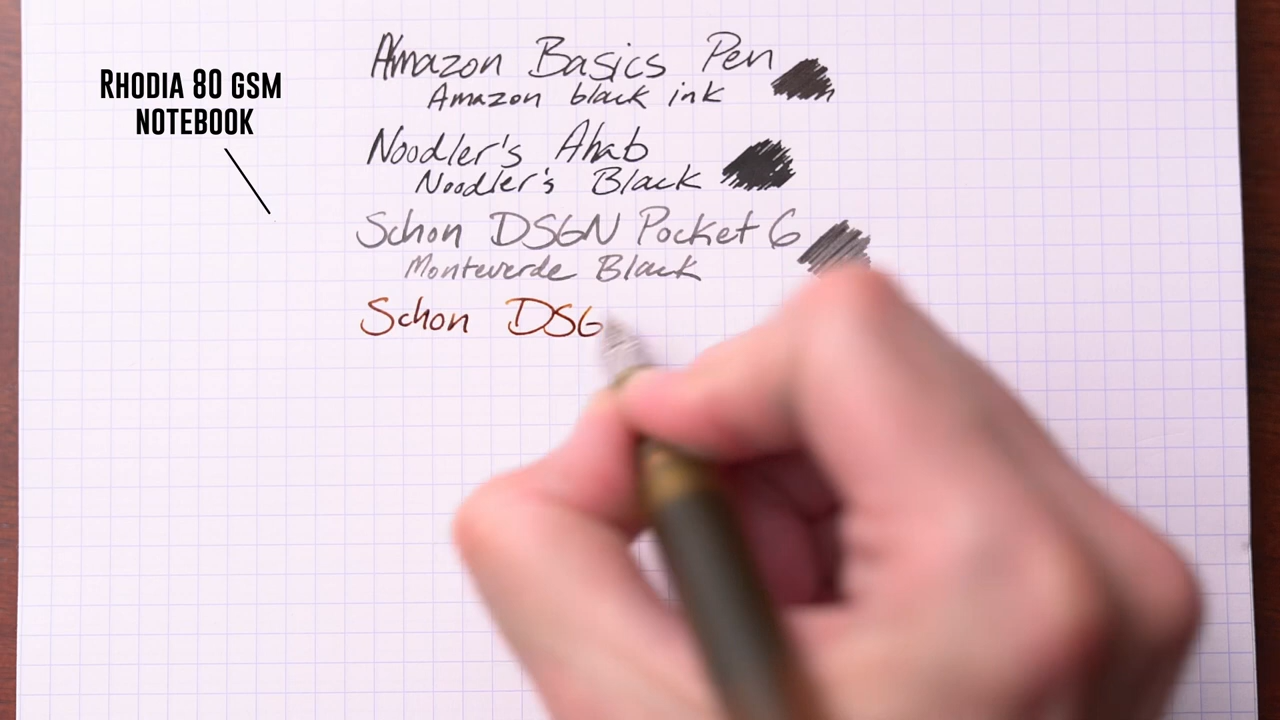 RHODIA 80 GSM
NOTEBOOK
Amazon Basics Pen
Amazon black ink
Noodler's Ahab
Noodler's Black
Schon DSGN Pocket 6
Monteverde Black
Schon DSG